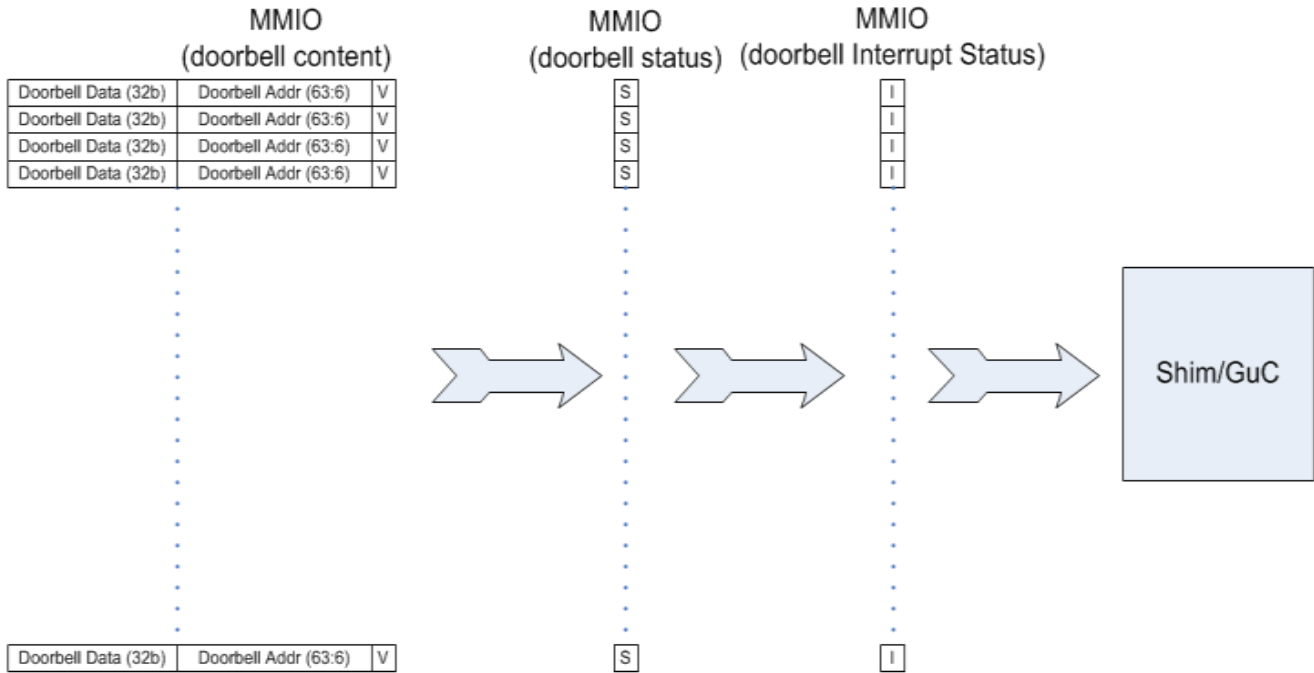 MMIO
(doorbell content)
MMIO
(doorbell status)
MMIO
(doorbell Interrupt Status)
Doorbell Data (32b) Doorbell Addr (63:6) V S I
Doorbell Data (32b) Doorbell Addr (63:6) V S I
Doorbell Data (32b) Doorbell Addr (63:6) V S I
Doorbell Data (32b) Doorbell Addr (63:6) V S I
Shim/GuC
Doorbell Data (32b) Doorbell Addr (63:6) V S I